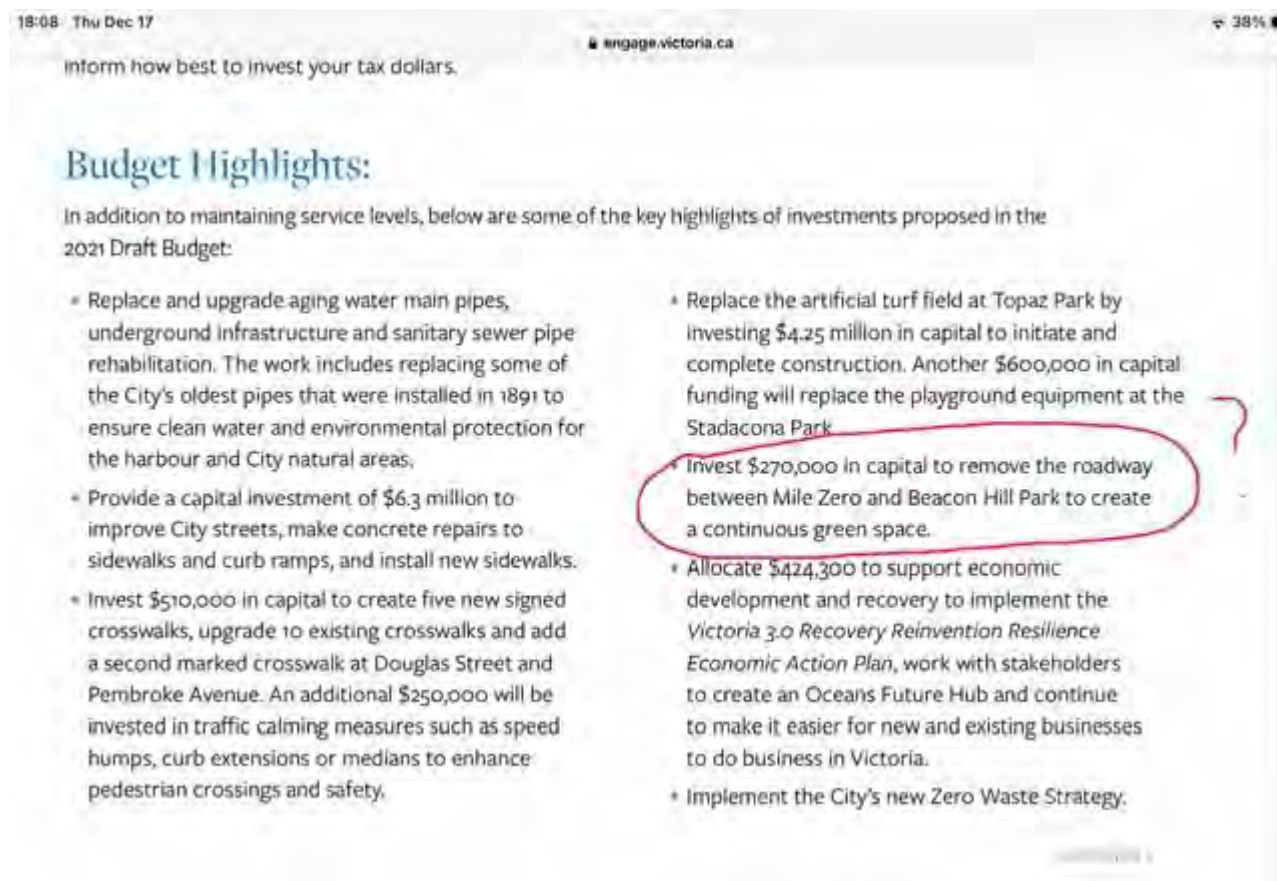 18:08 Thu Dec 17
38%
engage.victoria.ca
inform how best to invest your tax dollars.
Budget Highlights:
In addition to maintaining service levels, below are some of the key highlights of investments proposed in the
2021 Draft Budget:
• Replace and upgrade aging water main pipes,
underground infrastructure and sanitary sewer pipe
rehabilitation. The work includes replacing some of
the City's oldest pipes that were installed in 1891 to
ensure clean water and environmental protection for
the harbour and City natural areas.
• Provide a capital investment of $6.3 million to
improve City streets, make concrete repairs to
sidewalks and curb ramps, and install new sidewalks.
• Invest $510,000 in capital to create five new signed
crosswalks, upgrade 10 existing crosswalks and add
a second marked crosswalk at Douglas Street and
Pembroke Avenue. An additional $250,000 will be
invested in traffic calming measures such as speed
humps, curb extensions or medians to enhance
pedestrian crossings and safety.
• Replace the artificial turf field at Topaz Park by
investing $4.25 million in capital to initiate and
complete construction. Another $600,000 in capital
funding will replace the playground equipment at the
Stadacona Park.
?
• Invest $270,000 in capital to remove the roadway
between Mile Zero and Beacon Hill Park to create
a continuous green space.
• Allocate $424,300 to support economic
development and recovery to implement the
Victoria 3.0 Recovery Reinvention Resilience
Economic Action Plan, work with stakeholders
to create an Oceans Future Hub and continue
to make it easier for new and existing businesses
to do business in Victoria.
• Implement the City's new Zero Waste Strategy.